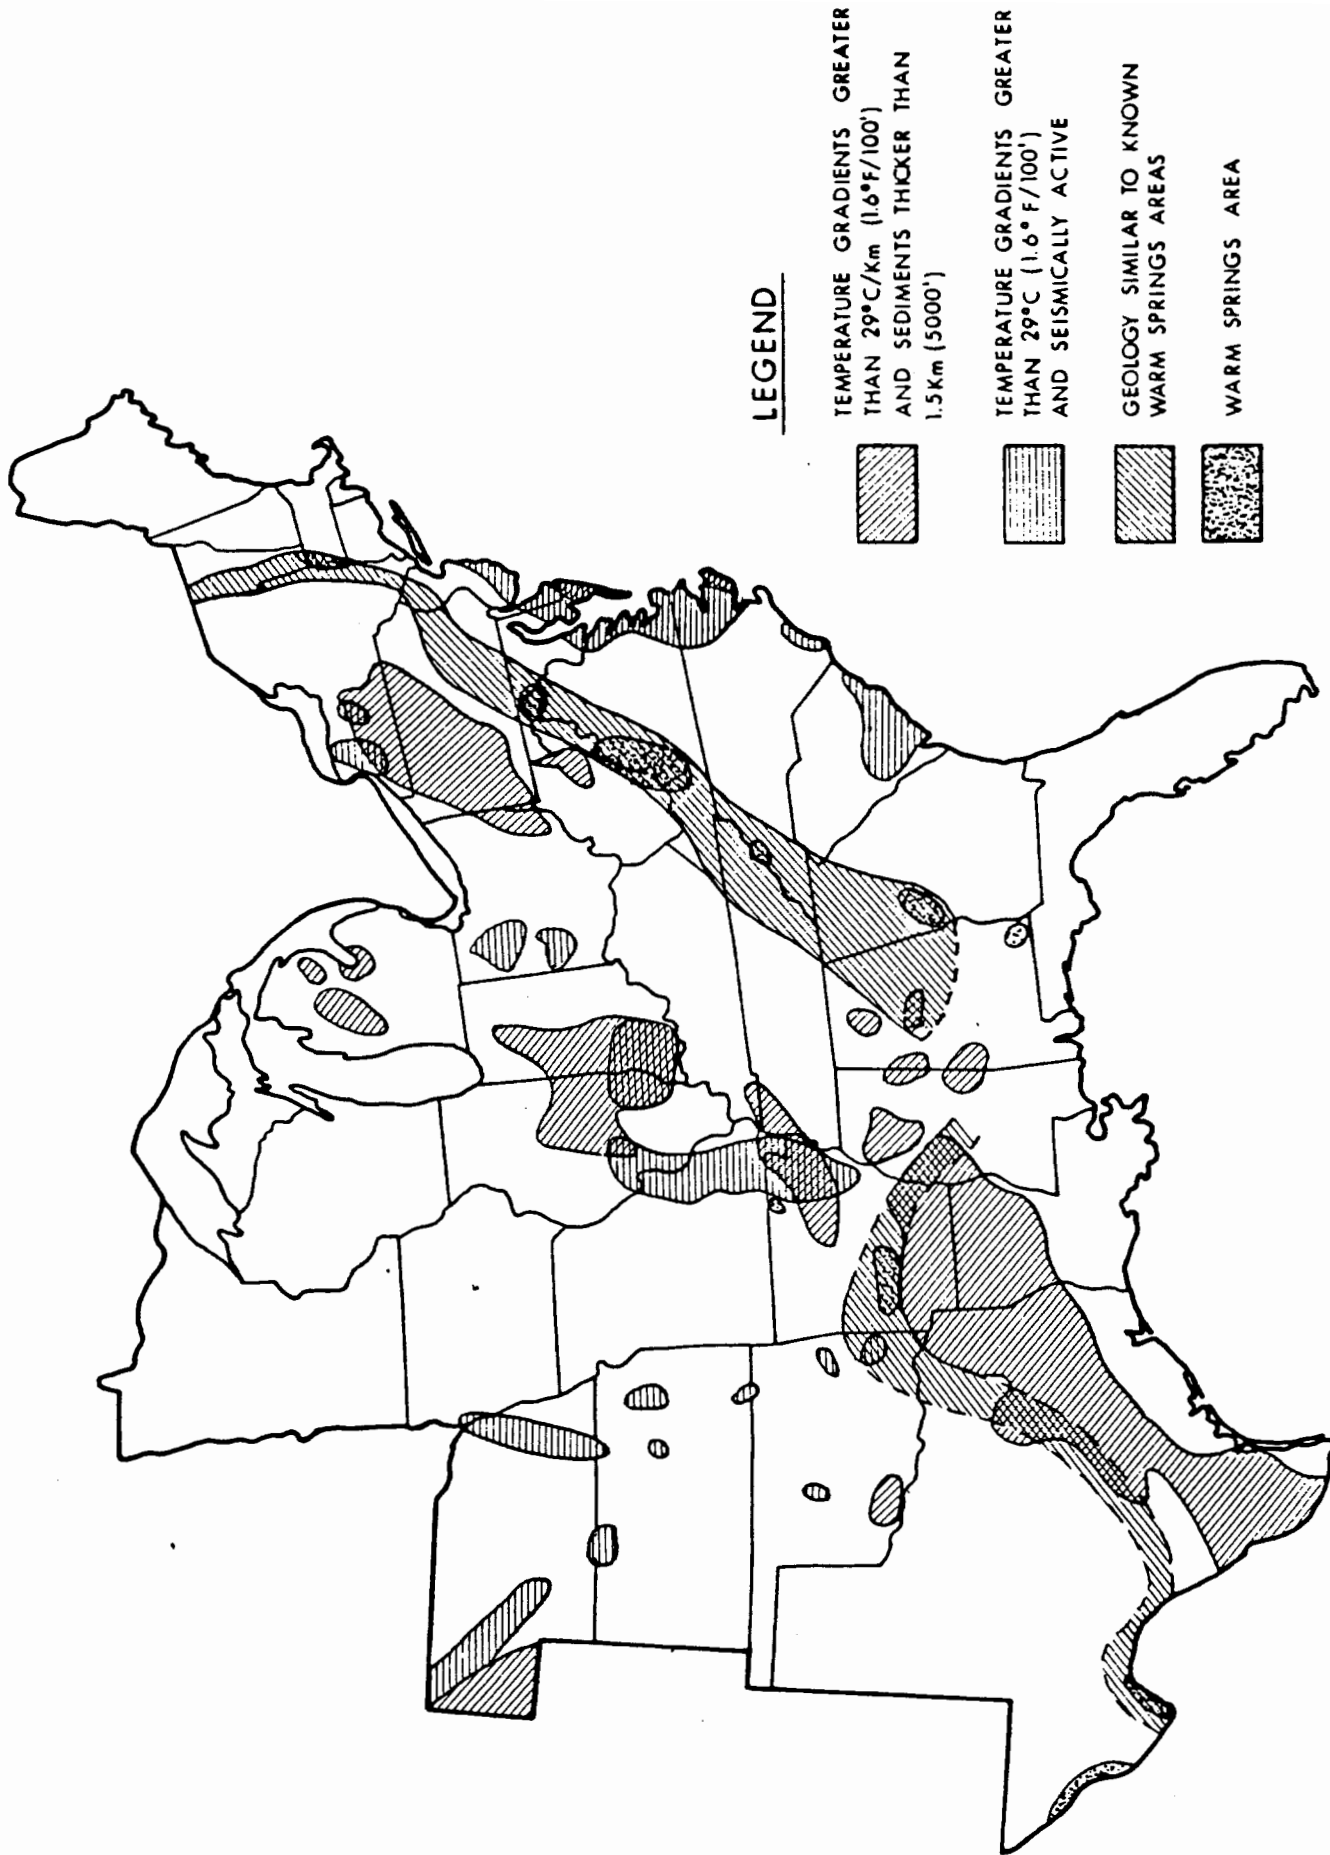 LEGEND
TEMPERATURE GRADIENTS GREATER
THAN 29°C/Km (1.6°F/100')
AND SEDIMENTS THICKER THAN
1.5Km (5000')
TEMPERATURE GRADIENTS GREATER
THAN 29°C (1.6° F/100')
AND SEISMICALLY ACTIVE
GEOLOGY SIMILAR TO KNOWN
WARM SPRINGS AREAS
WARM SPRINGS AREA